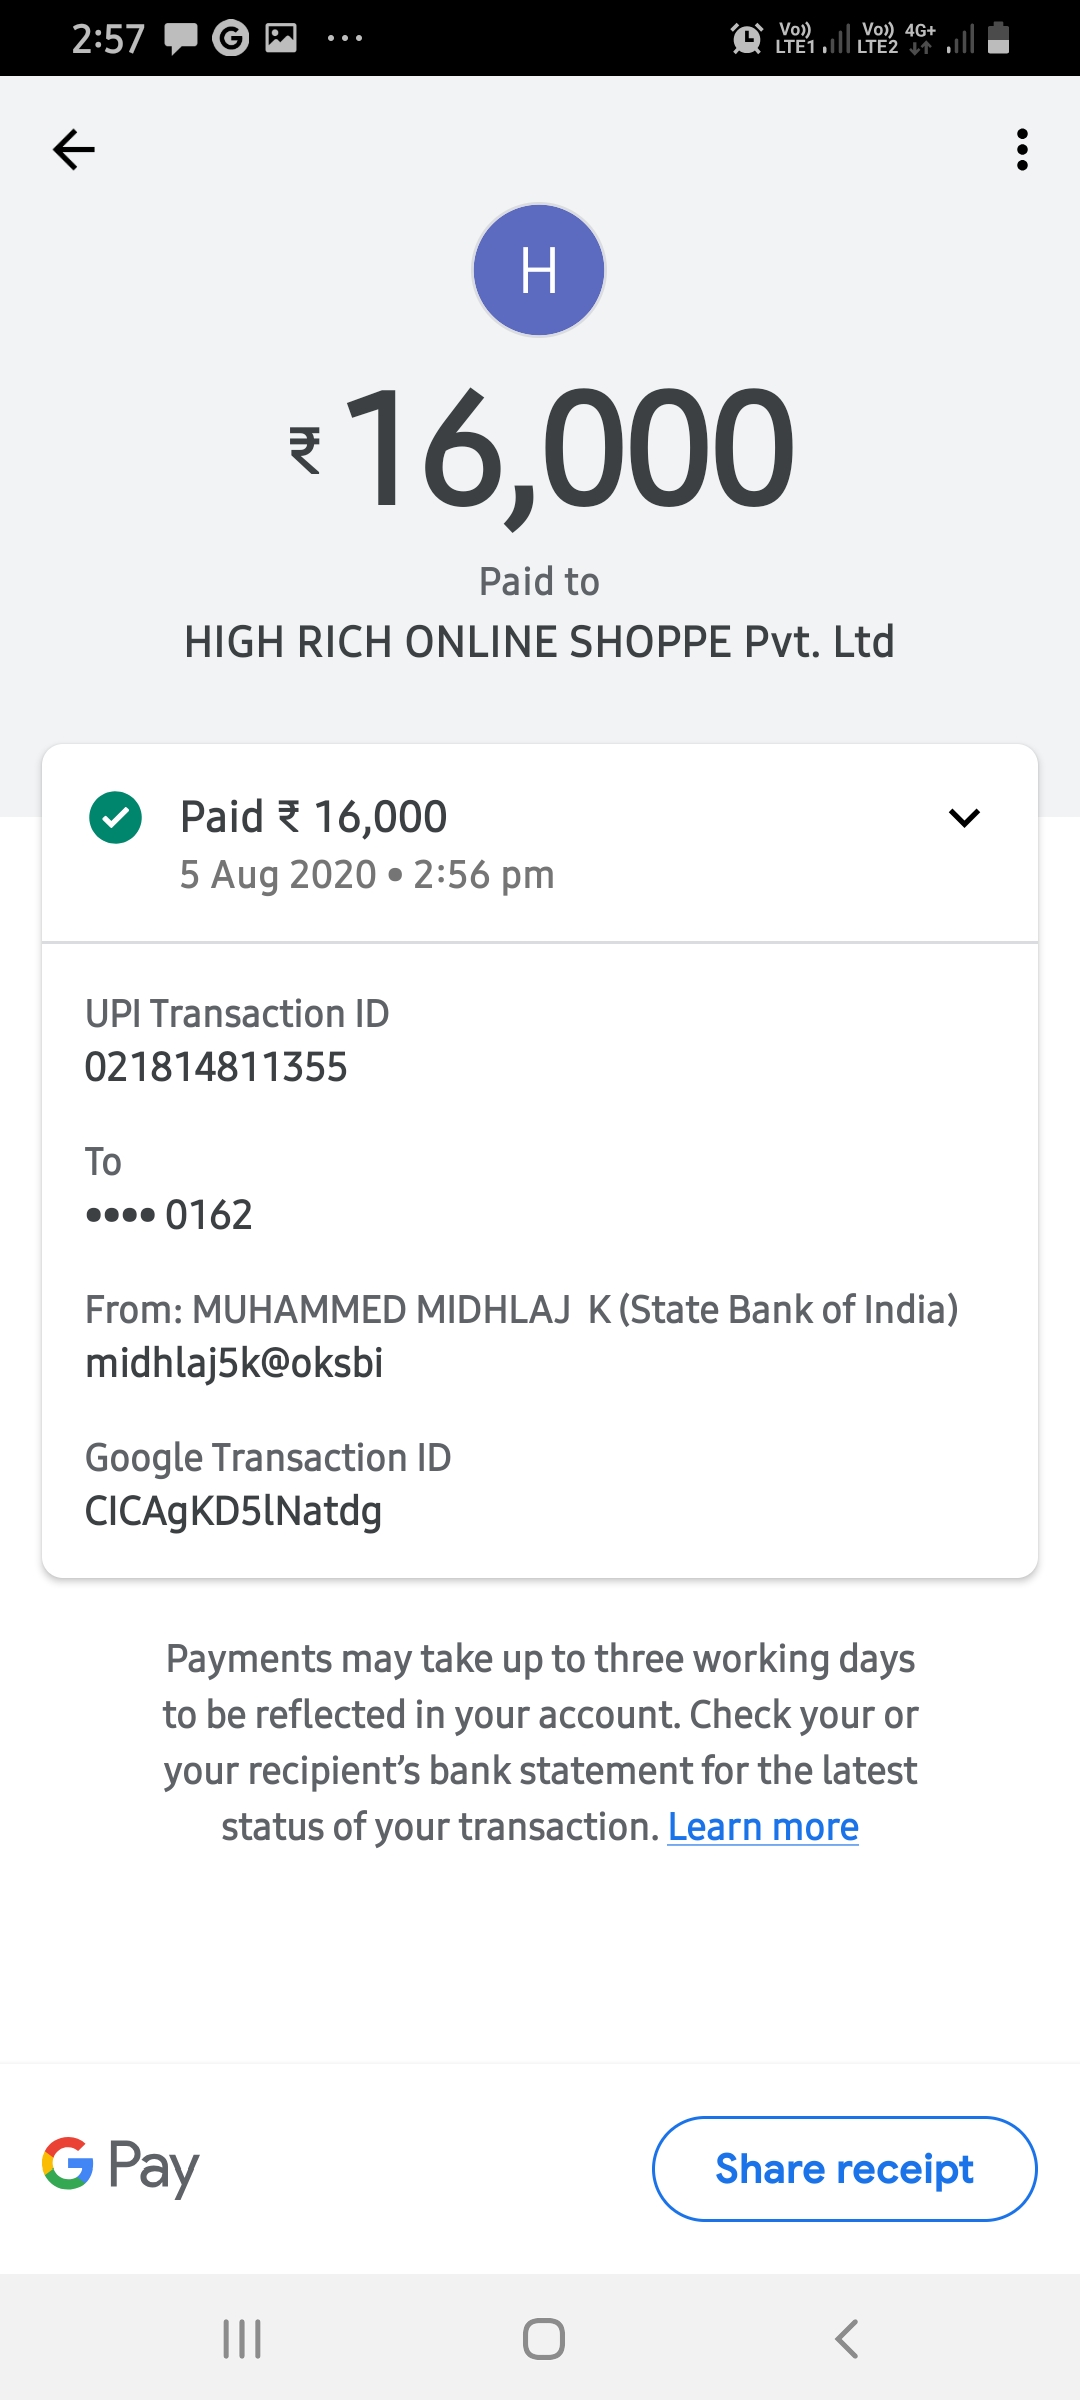 2:57
Vo)) LTE1 Vo)) LTE2 4G+
H
₹ 16,000
Paid to
HIGH RICH ONLINE SHOPPE Pvt. Ltd
Paid ₹ 16,000
5 Aug 2020 • 2:56 pm
UPI Transaction ID
021814811355
To
•••• 0162
From: MUHAMMED MIDHLAJ K (State Bank of India)
midhlaj5k@oksbi
Google Transaction ID
CICAgKD5lNatdg
Payments may take up to three working days
to be reflected in your account. Check your or
your recipient’s bank statement for the latest
status of your transaction. Learn more
G Pay
Share receipt